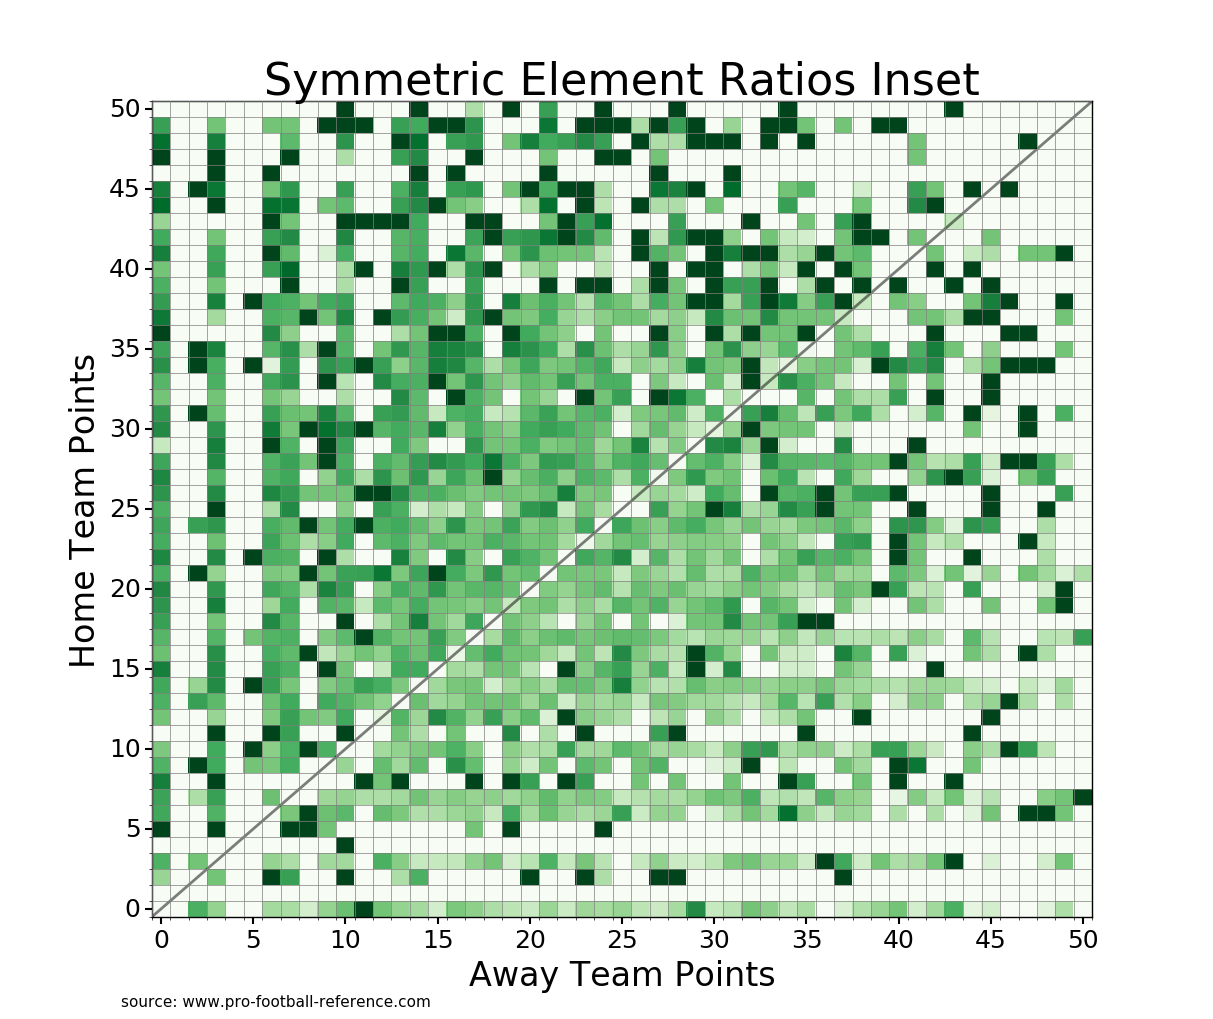 Symmetric Element Ratios Inset
50
45
40
35
30
25
20
15
10
5
0
Home Team Points
0 5 10 15 20 25 30 35 40 45 50
Away Team Points
source: www.pro-football-reference.com